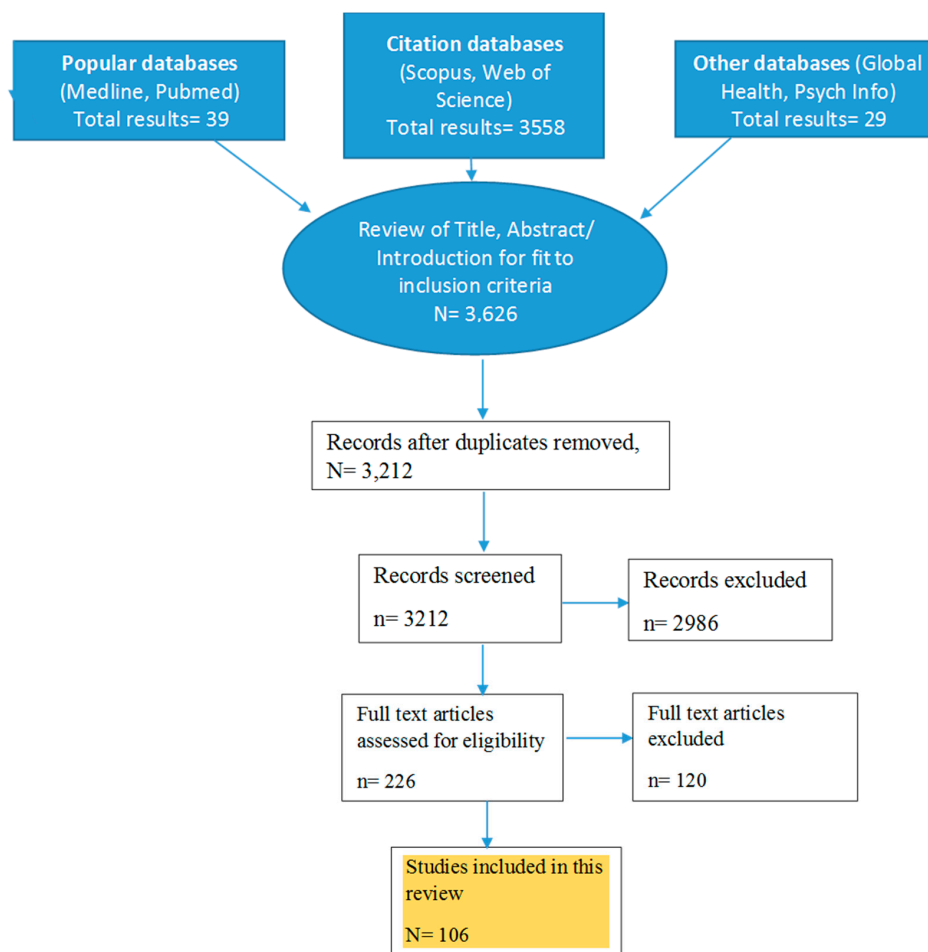 Popular databases
(Medline, Pubmed)
Total results= 39
Citation databases
(Scopus, Web of
Science)
Total results= 3558
Other databases (Global
Health, Psych Info)
Total results= 29
Review of Title, Abstract/
Introduction for fit to
inclusion criteria
N= 3,626
Records after duplicates removed,
N= 3,212
Records screened
n= 3212
Records excluded
n= 2986
Full text articles
assessed for eligibility
n= 226
Full text articles
excluded
n= 120
Studies included in this
review
N= 106